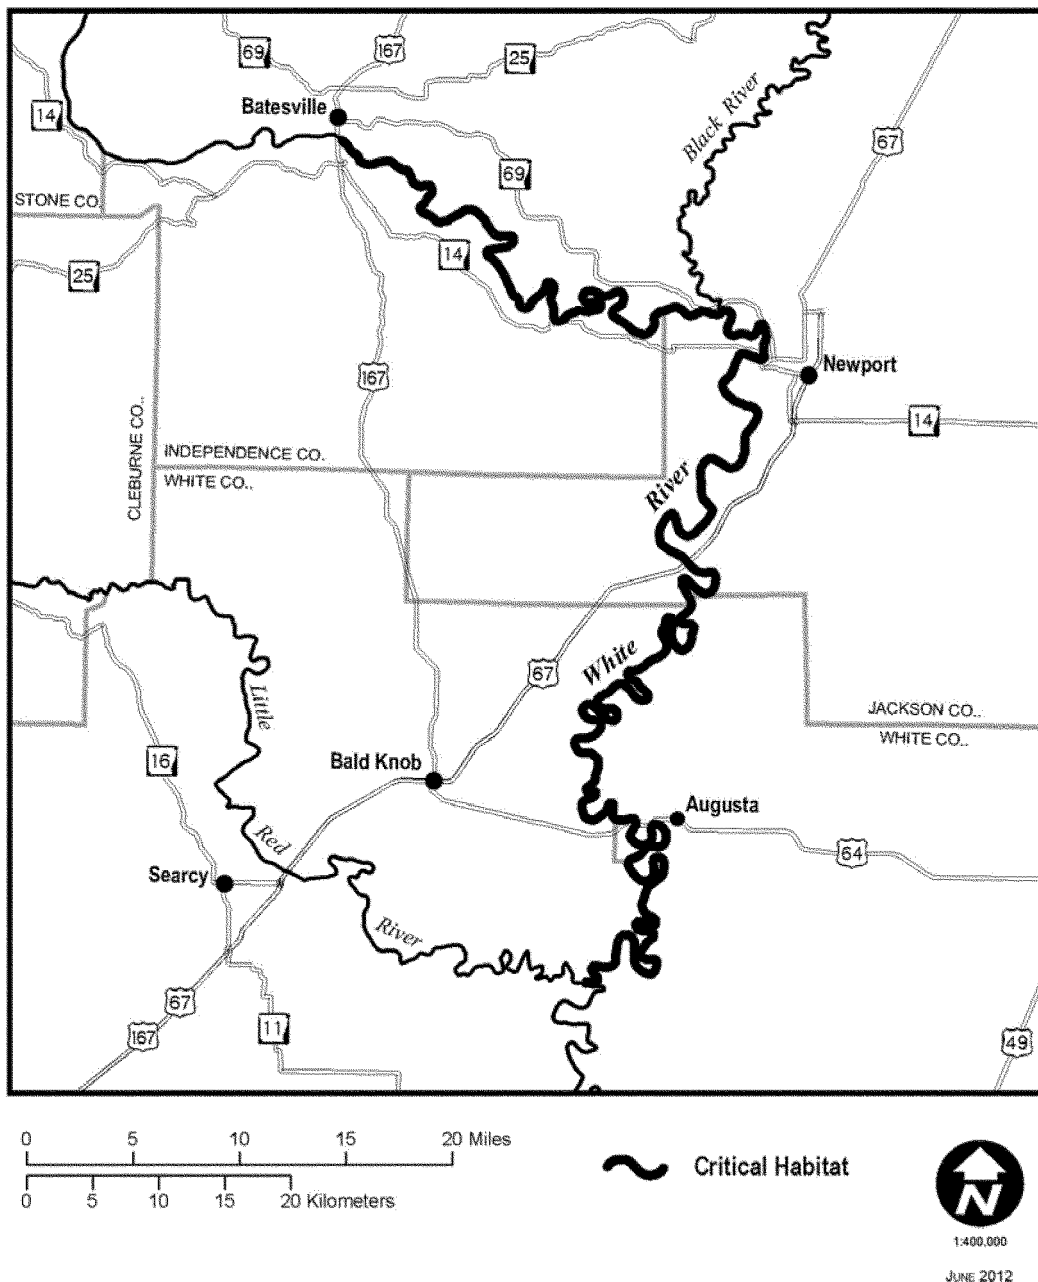 69
167
25
14
Batesville
Black River
67
69
STONE CO.
14
25
167
Newport
14
CLEBURNE CO..
INDEPENDENCE CO.
WHITE CO..
River
White
67
Little
JACKSON CO..
WHITE CO..
16
Bald Knob
Augusta
Red
64
Searcy
River
67
167
11
49
0 5 10 15 20 Miles
0 5 10 15 20 Kilometers
Critical Habitat
N
1:400,000
JUNE 2012